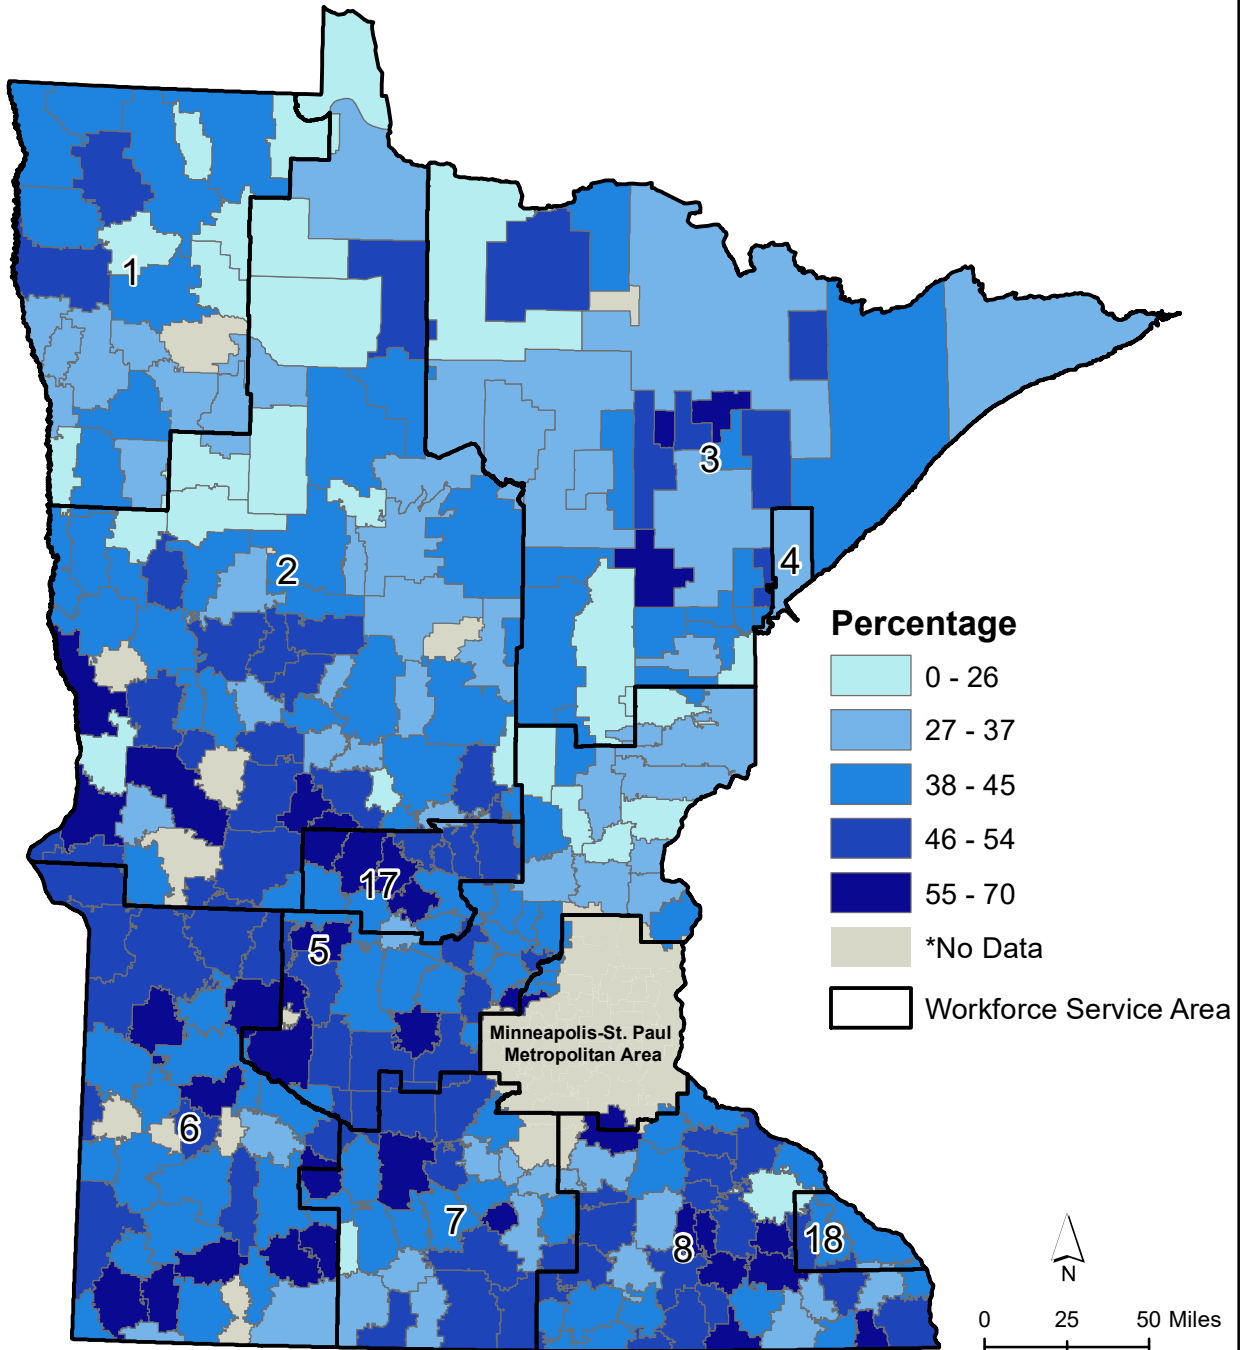 1
3
4
2
Percentage
0 - 26
27 - 37
38 - 45
46 - 54
55 - 70
*No Data
Workforce Service Area
17
5
Minneapolis-St. Paul
Metropolitan Area
6
7
8
18
N
0 25 50 Miles